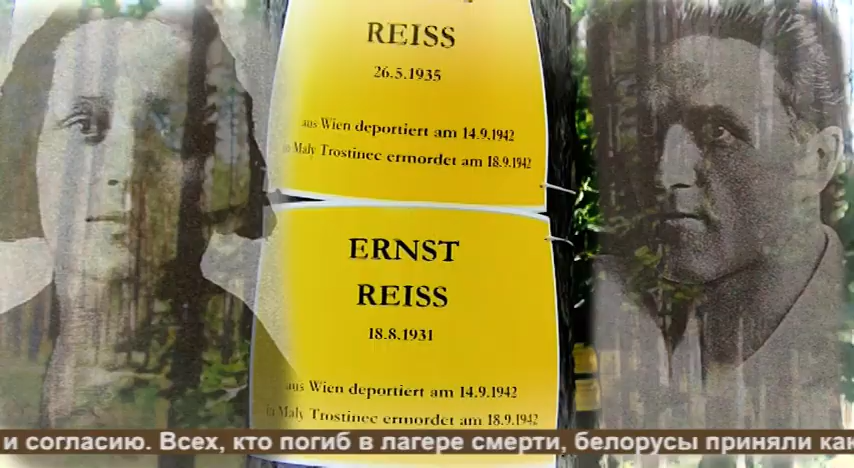 REISS
26.5.1935
aus Wien deportiert am 14.9.1942
in Maly Trostinec ermordet am 18.9.1942
ERNST
REISS
18.8.1931
aus Wien deportiert am 14.9.1942
in Maly Trostinec ermordet am 18.9.1942
и согласию. Всех, кто погиб в лагере смерти, белорусы приняли как